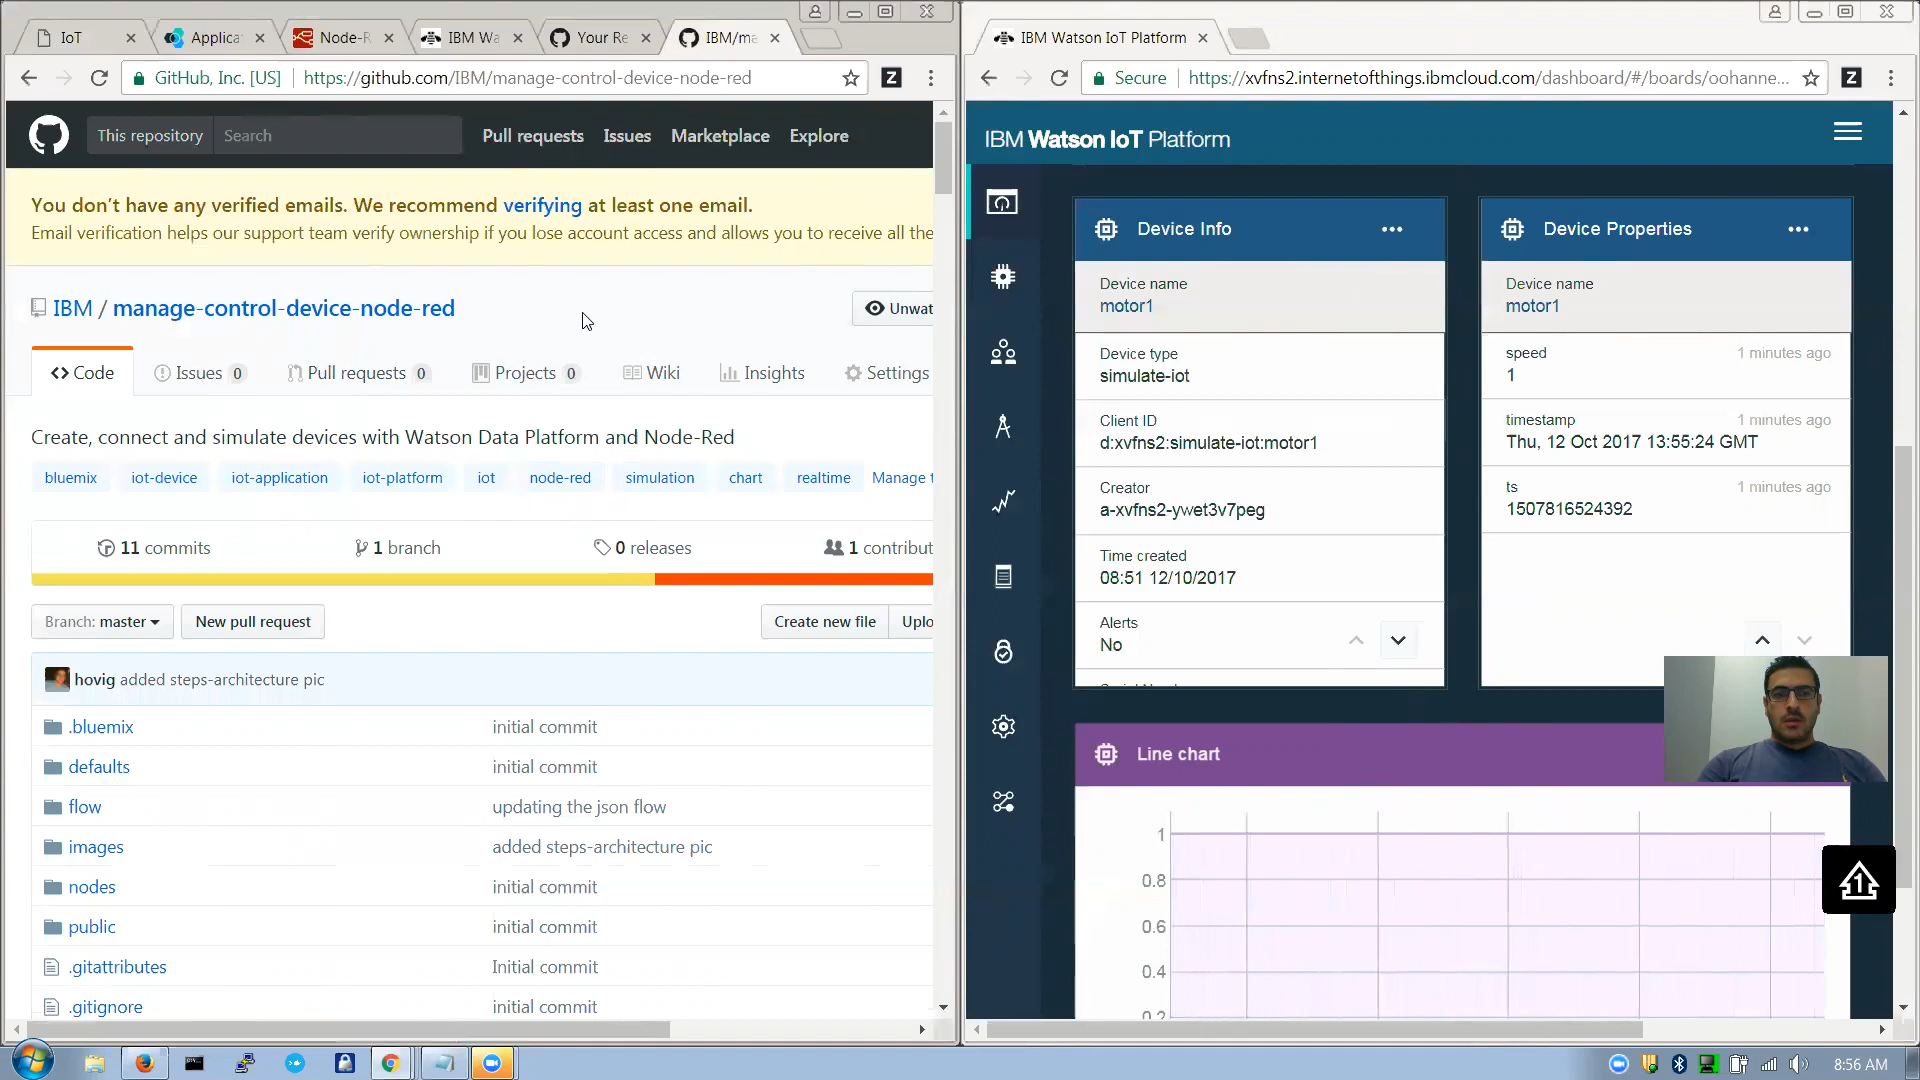 IoT
Applica
Node-R
IBM Wa
Your Re
IBM/ma
GitHub, Inc. [US]
https://github.com/IBM/manage-control-device-node-red
Z
This repository
Search
Pull requests
Issues
Marketplace
Explore
You don't have any verified emails. We recommend verifying at least one email.
Email verification helps our support team verify ownership if you lose account access and allows you to receive all the
IBM / manage-control-device-node-red
Unwat
Code
Issues 0
Pull requests 0
Projects 0
Wiki
Insights
Settings
Create, connect and simulate devices with Watson Data Platform and Node-Red
bluemix
iot-device
iot-application
iot-platform
iot
node-red
simulation
chart
realtime
Manage t
11 commits
1 branch
0 releases
1 contribut
Branch: master
New pull request
Create new file
Uplo
hovig added steps-architecture pic
.bluemix
initial commit
defaults
initial commit
flow
updating the json flow
images
added steps-architecture pic
nodes
initial commit
public
initial commit
.gitattributes
Initial commit
.gitignore
initial commit
IBM Watson IoT Platform
Secure
https://xvfns2.internetofthings.ibmcloud.com/dashboard/#/boards/oohanne...
Z
IBM Watson IoT Platform
Device Info
Device name
motor1
Device type
simulate-iot
Client ID
d:xvfns2:simulate-iot:motor1
Creator
a-xvfns2-ywet3v7peg
Time created
08:51 12/10/2017
Alerts
No
Device Properties
Device name
motor1
speed
1 minutes ago
1
timestamp
1 minutes ago
Thu, 12 Oct 2017 13:55:24 GMT
ts
1 minutes ago
1507816524392
Line chart
1
0.8
0.6
0.4
0.2
1
8:56 AM